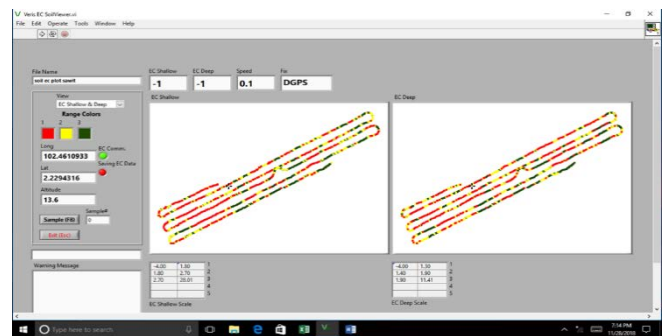 Veris EC SoilViewer.vi
File Edit Operate Tools Window Help
File Name
soil ec plot sawit
EC Shallow EC Deep Speed Fix
-1 -1 0.1 DGPS
View
EC Shallow & Deep
Range Colors
1 2 3
Long
102.4610933
EC Comm.
Lat
2.2294316
Saving EC Data
Altitude
13.6
Sample (F8)
Sample#
0
Exit (Esc)
Warning Message
EC Shallow
EC Deep
-4.00 1.80 1
1.80 2.70 2
2.70 20.01 3
4
5
EC Shallow Scale
-4.00 1.30 1
1.40 1.90 2
1.90 11.41 3
4
5
EC Deep Scale
Type here to search
7:14 PM
11/28/2018